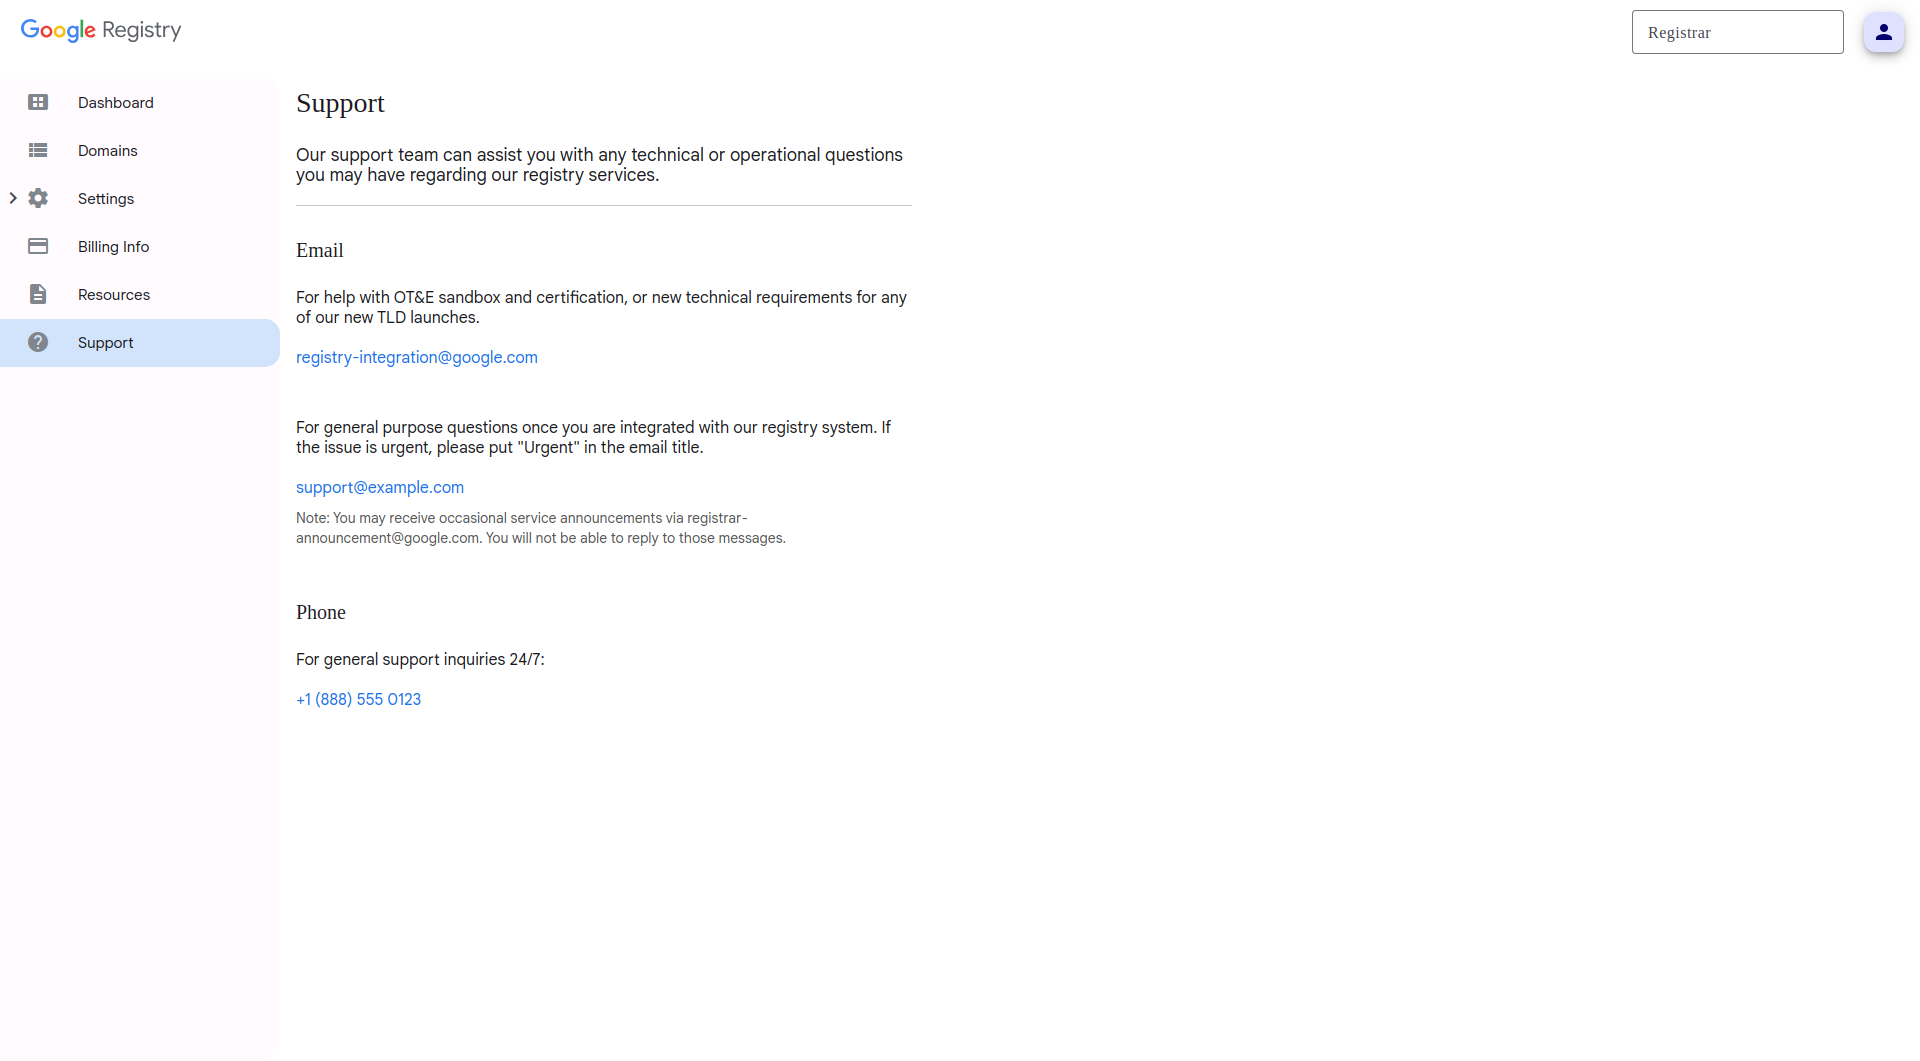 Google Registry
Registrar
Dashboard
Domains
Settings
Billing Info
Resources
Support
Support
Our support team can assist you with any technical or operational questions
you may have regarding our registry services.
Email
For help with OT&E sandbox and certification, or new technical requirements for any
of our new TLD launches.
registry-integration@google.com
For general purpose questions once you are integrated with our registry system. If
the issue is urgent, please put "Urgent" in the email title.
support@example.com
Note: You may receive occasional service announcements via registrar-
announcement@google.com. You will not be able to reply to those messages.
Phone
For general support inquiries 24/7:
+1 (888) 555 0123